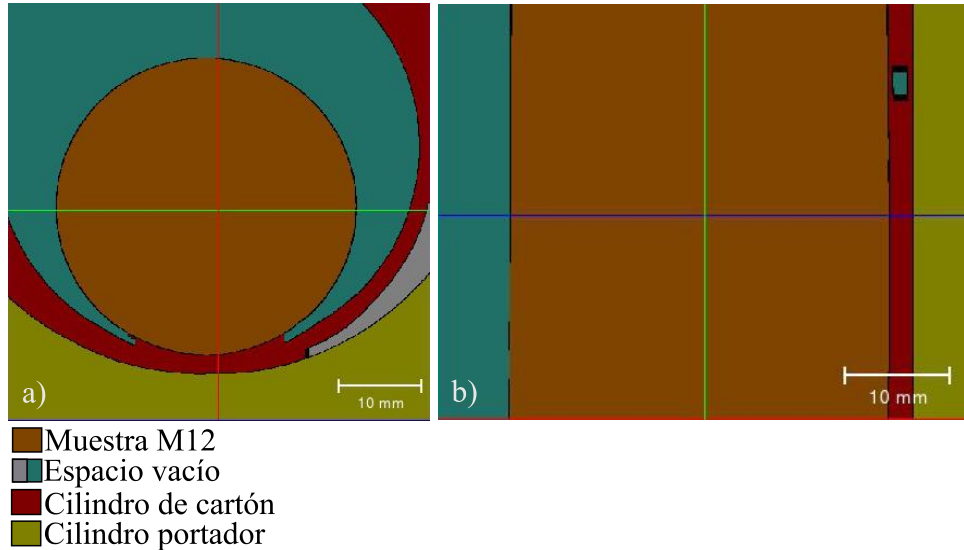 a)
10 mm
b)
10 mm
Muestra M12
Espacio vacío
Cilindro de cartón
Cilindro portador